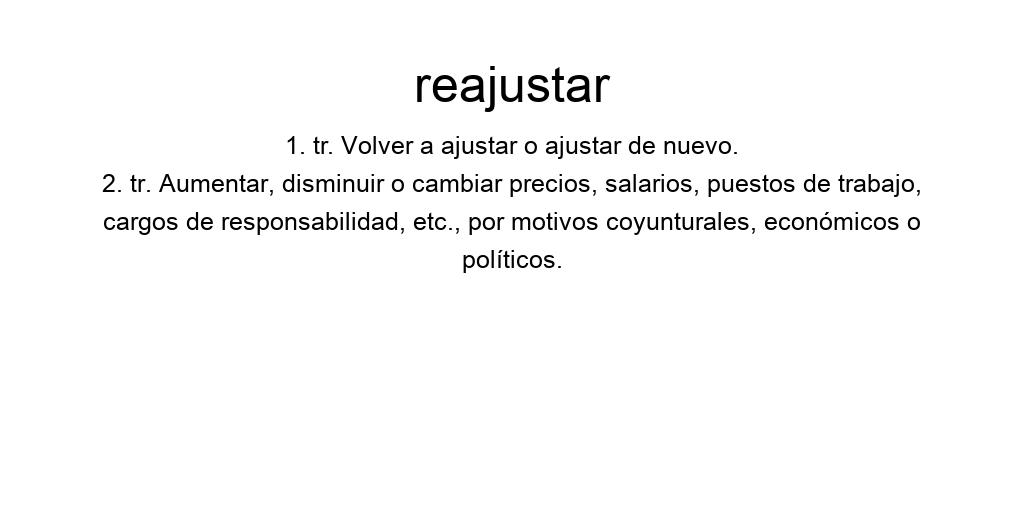 reajustar
1. tr. Volver a ajustar o ajustar de nuevo.
2. tr. Aumentar, disminuir o cambiar precios, salarios, puestos de trabajo,
cargos de responsabilidad, etc., por motivos coyunturales, económicos o
políticos.